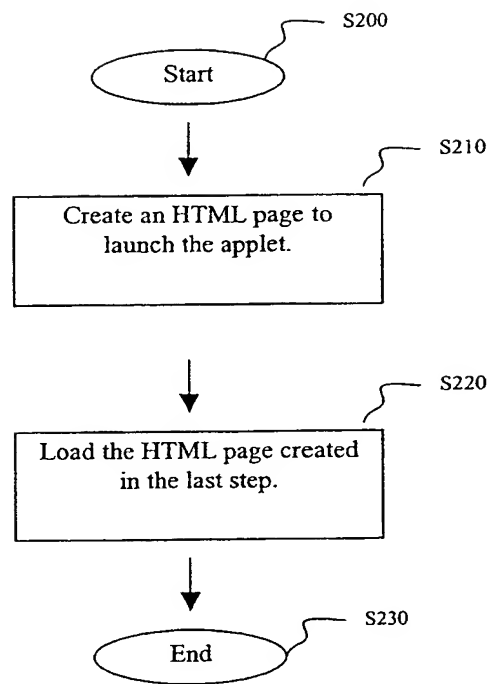 S200
Start
S210
Create an HTML page to
launch the applet.
S220
Load the HTML page created
in the last step.
S230
End